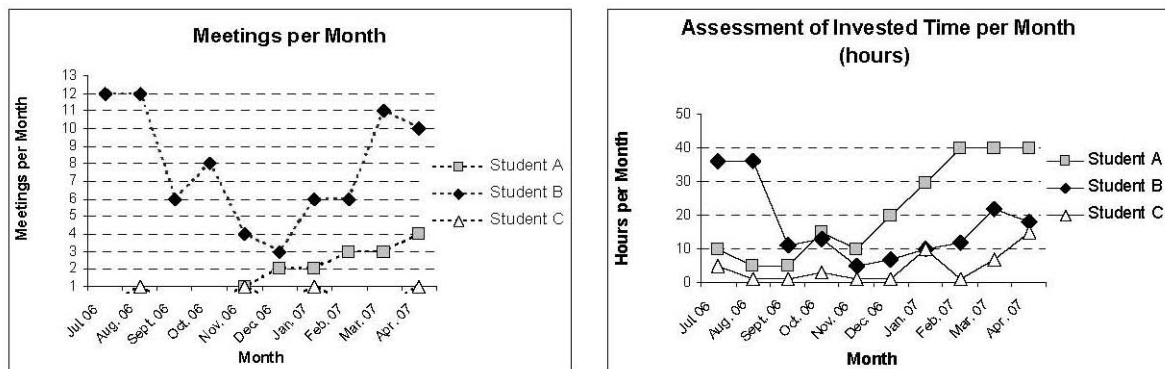 Meetings per Month
13
12
11
10
9
8
7
6
5
4
3
2
1
Meetings per Month
Jul. 06
Aug. 06
Sept. 06
Oct. 06
Nov. 06
Dec. 06
Jan. 07
Feb. 07
Mar. 07
Apr. 07
Month
Student A
Student B
Student C
Assessment of Invested Time per Month
(hours)
50
40
30
20
10
0
Hours per Month
Jul. 06
Aug. 06
Sept. 06
Oct. 06
Nov. 06
Dec. 06
Jan. 07
Feb. 07
Mar. 07
Apr. 07
Month
Student A
Student B
Student C